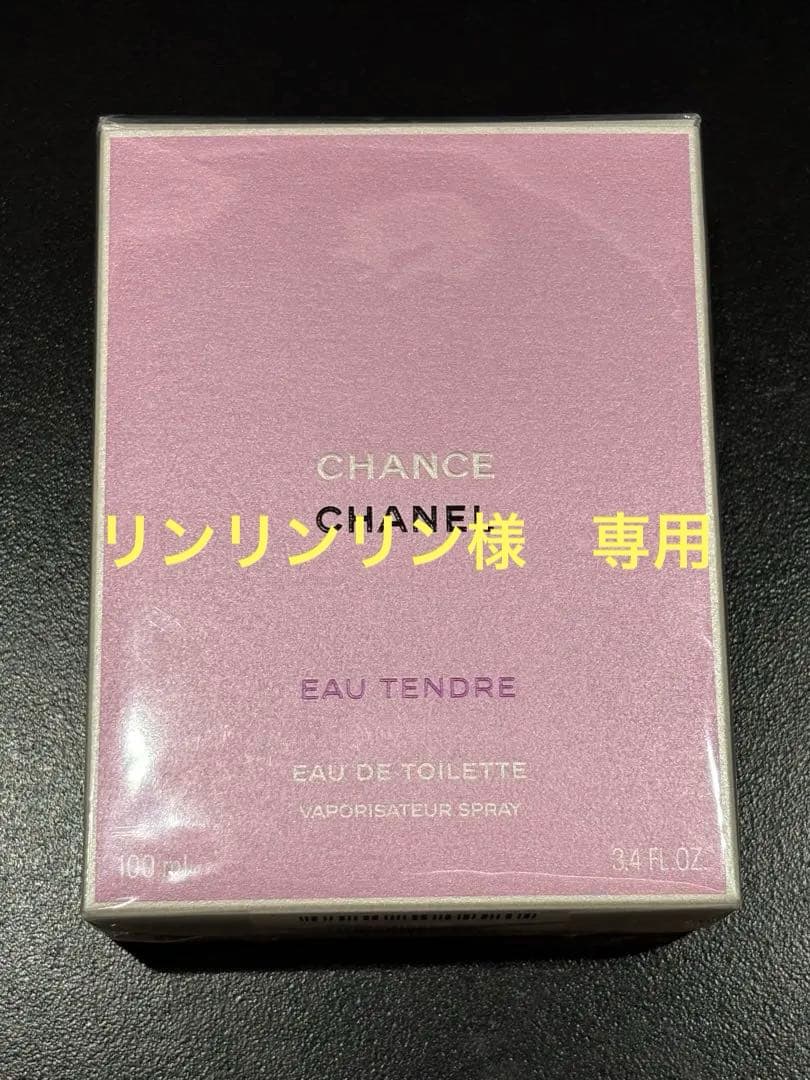 CHANCE
CHANEL
リンリンリン様　専用
EAU TENDRE
EAU DE TOILETTE
VAPORISATEUR SPRAY
100 ml
3.4 FL.OZ.